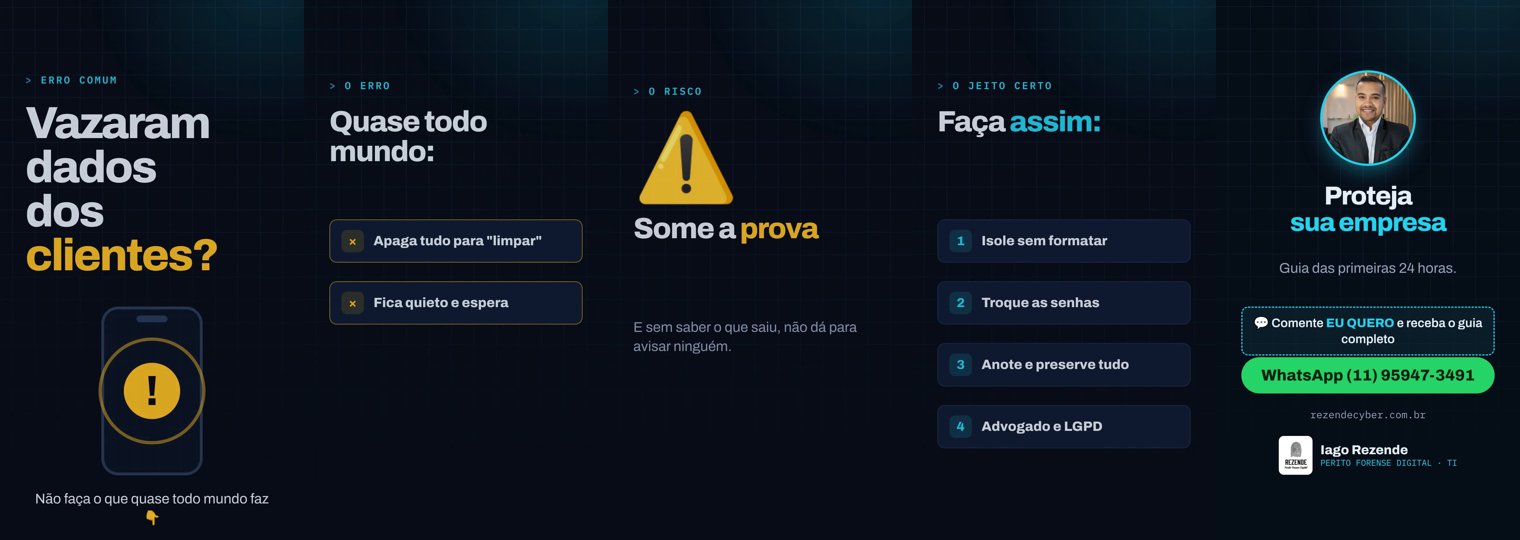 > ERRO COMUM
Vazaram
dados
dos
clientes?
!
Não faça o que quase todo mundo faz
👇
> O ERRO
Quase todo
mundo:
× Apaga tudo para "limpar"
× Fica quieto e espera
> O RISCO
Some a prova
E sem saber o que saiu, não dá para
avisar ninguém.
> O JEITO CERTO
Faça assim:
1 Isole sem formatar
2 Troque as senhas
3 Anote e preserve tudo
4 Advogado e LGPD
Proteja
sua empresa
Guia das primeiras 24 horas.
💬 Comente EU QUERO e receba o guia
completo
WhatsApp (11) 95947-3491
rezendecyber.com.br
REZENDE
Iago Rezende
PERITO FORENSE DIGITAL · TI